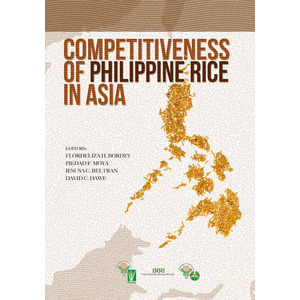 COMPETITIVENESS
OF PHILIPPINE RICE
IN ASIA
EDITORS
FLORDELIZA H. BORDEY
PIEDAD F. MOYA
JESUSA C. BELTRAN
DAVID C. DAWE
IRRI